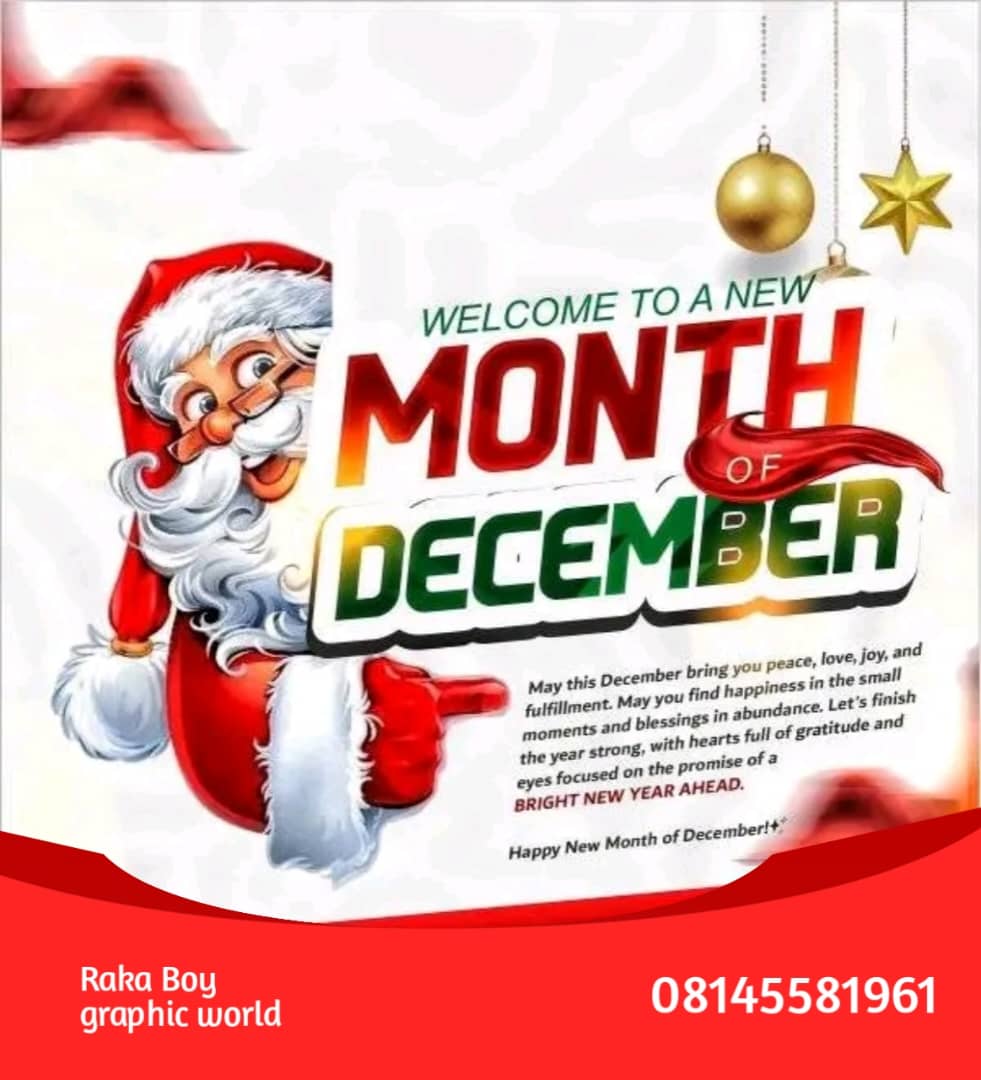 WELCOME TO A NEW
MONTH
OF
DECEMBER
May this December bring you peace, love, joy, and
fulfillment. May you find happiness in the small
moments and blessings in abundance. Let's finish
the year strong, with hearts full of gratitude and
eyes focused on the promise of a
BRIGHT NEW YEAR AHEAD.
Happy New Month of December!✨
Raka Boy
graphic world
08145581961